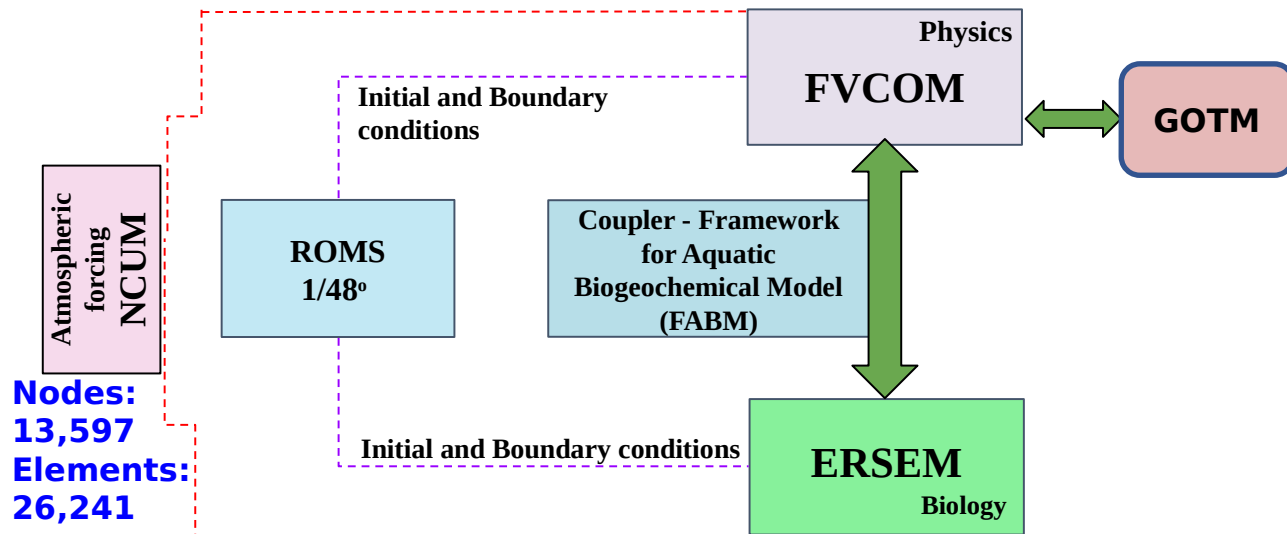 Physics
FVCOM
GOTM
Initial and Boundary
conditions
Atmospheric
forcing
NCUM
ROMS
1/48º
Coupler - Framework
for Aquatic
Biogeochemical Model
(FABM)
Nodes:
13,597
Elements:
26,241
Initial and Boundary conditions
ERSEM
Biology